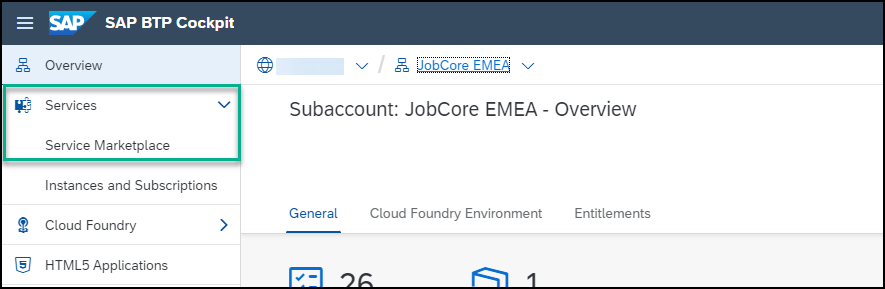 SAP SAP BTP Cockpit
Overview
JobCore EMEA
Services
Subaccount: JobCore EMEA - Overview
Service Marketplace
Instances and Subscriptions
General Cloud Foundry Environment Entitlements
Cloud Foundry
HTML5 Applications
26 1